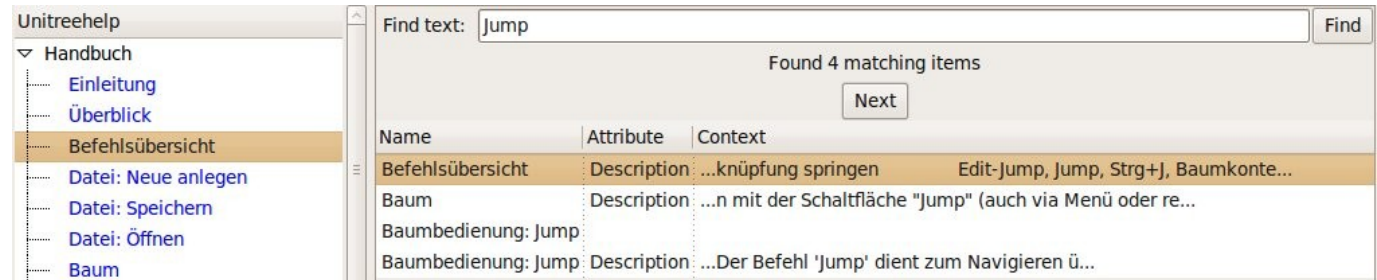 Unitreehelp
Handbuch
Einleitung
Überblick
Befehlsübersicht
Datei: Neue anlegen
Datei: Speichern
Datei: Öffnen
Baum
Find text: Jump Find
Found 4 matching items
Next
Name Attribute Context
Befehlsübersicht Description ...knüpfung springen Edit-Jump, Jump, Strg+J, Baumkonte...
Baum Description ...n mit der Schaltfläche "Jump" (auch via Menü oder re...
Baumbedienung: Jump
Baumbedienung: Jump Description ...Der Befehl 'Jump' dient zum Navigieren ü...